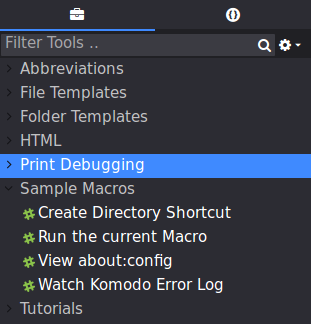 Filter Tools ..
Abbreviations
File Templates
Folder Templates
HTML
Print Debugging
Sample Macros
Create Directory Shortcut
Run the current Macro
View about:config
Watch Komodo Error Log
Tutorials